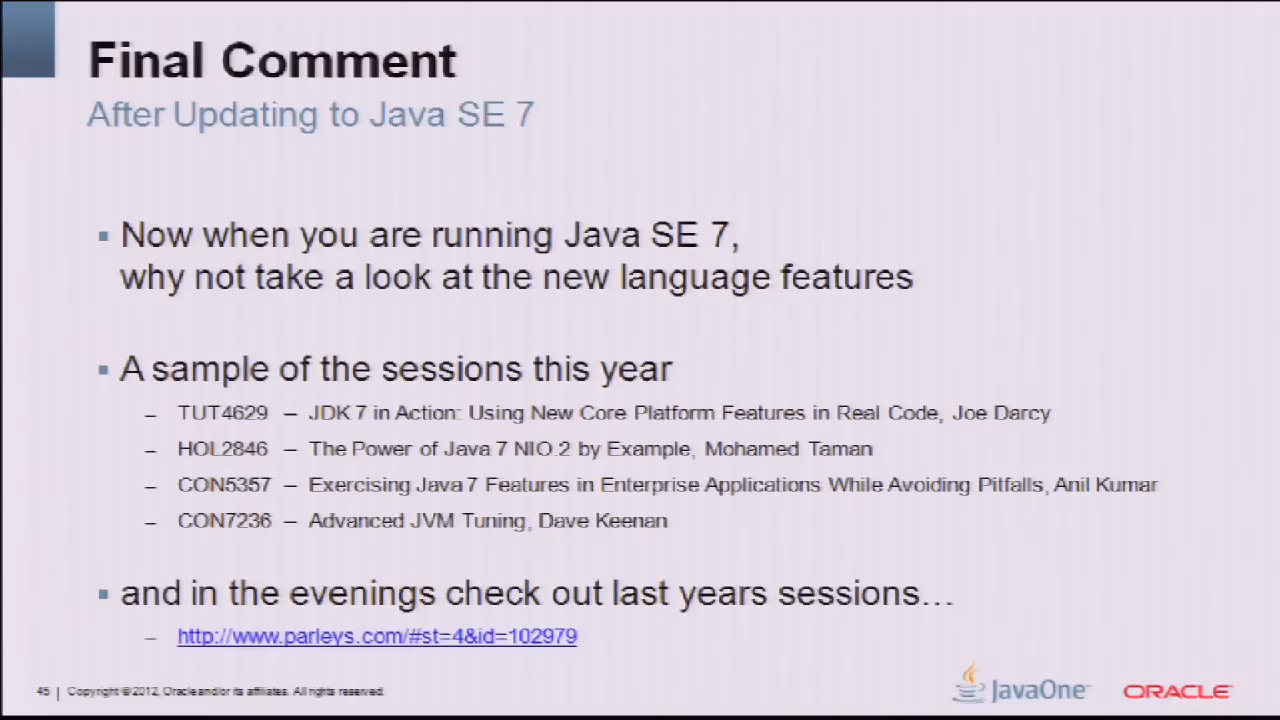 Final Comment
After Updating to Java SE 7
▪ Now when you are running Java SE 7,
why not take a look at the new language features
▪ A sample of the sessions this year
– TUT4629 – JDK 7 in Action: Using New Core Platform Features in Real Code, Joe Darcy
– HOL2846 – The Power of Java 7 NIO.2 by Example, Mohamed Taman
– CON5357 – Exercising Java 7 Features in Enterprise Applications While Avoiding Pitfalls, Anil Kumar
– CON7236 – Advanced JVM Tuning, Dave Keenan
▪ and in the evenings check out last years sessions…
– http://www.parleys.com/#st=4&id=102979
45 | Copyright © 2012, Oracle and/or its affiliates. All rights reserved.
JavaOne™ ORACLE®